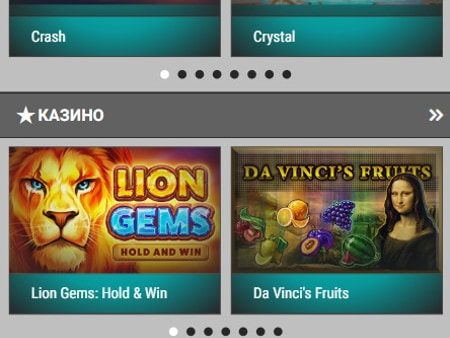 Crash
Crystal
КАЗИНО
LION
GEMS
HOLD AND WIN
DA VINCI'S FRUITS
Lion Gems: Hold & Win
Da Vinci's Fruits